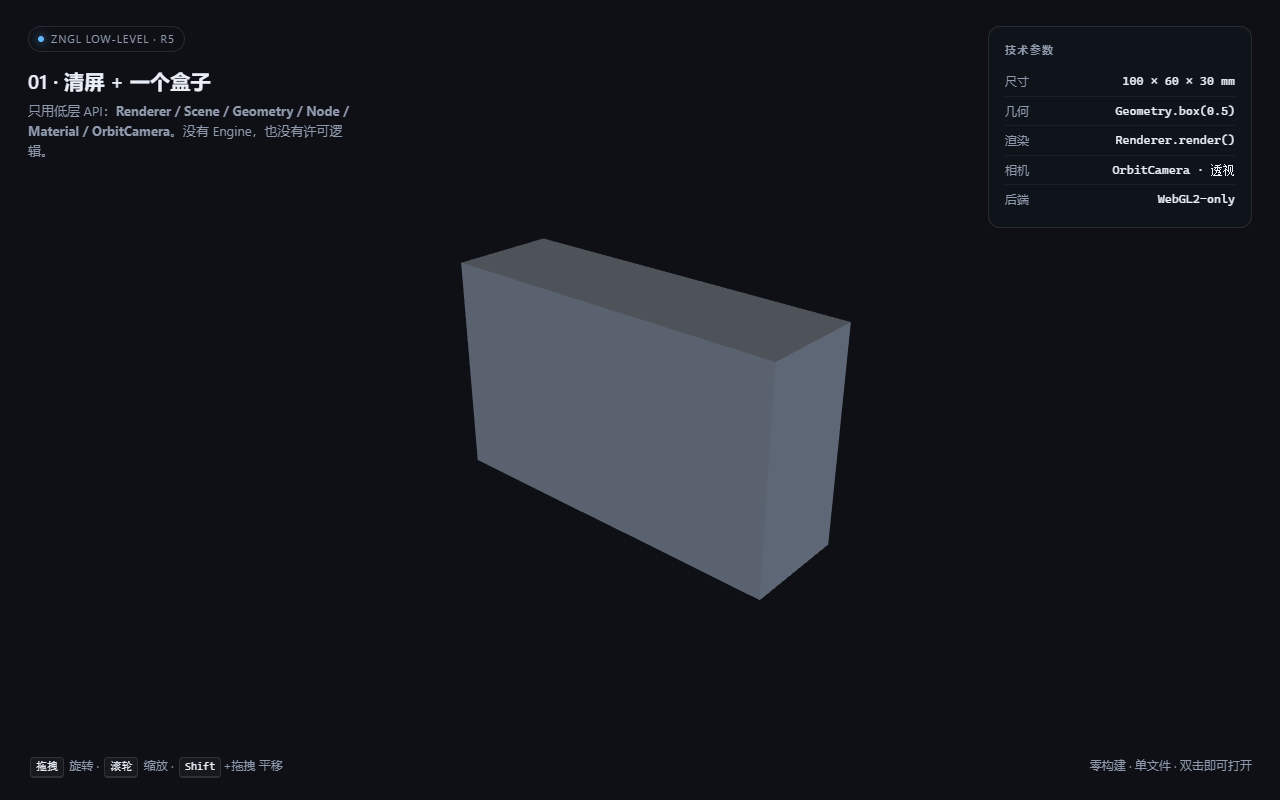 ZNGL LOW-LEVEL · R5
01 · 清屏 + 一个盒子
只用低层 API：Renderer / Scene / Geometry / Node /
Material / OrbitCamera。没有 Engine，也没有许可逻
辑。
技术参数
尺寸 100 × 60 × 30 mm
几何 Geometry.box(0.5)
渲染 Renderer.render()
相机 OrbitCamera · 透视
后端 WebGL2-only
拖拽 旋转 · 滚轮 缩放 · Shift +拖拽 平移
零构建 · 单文件 · 双击即可打开